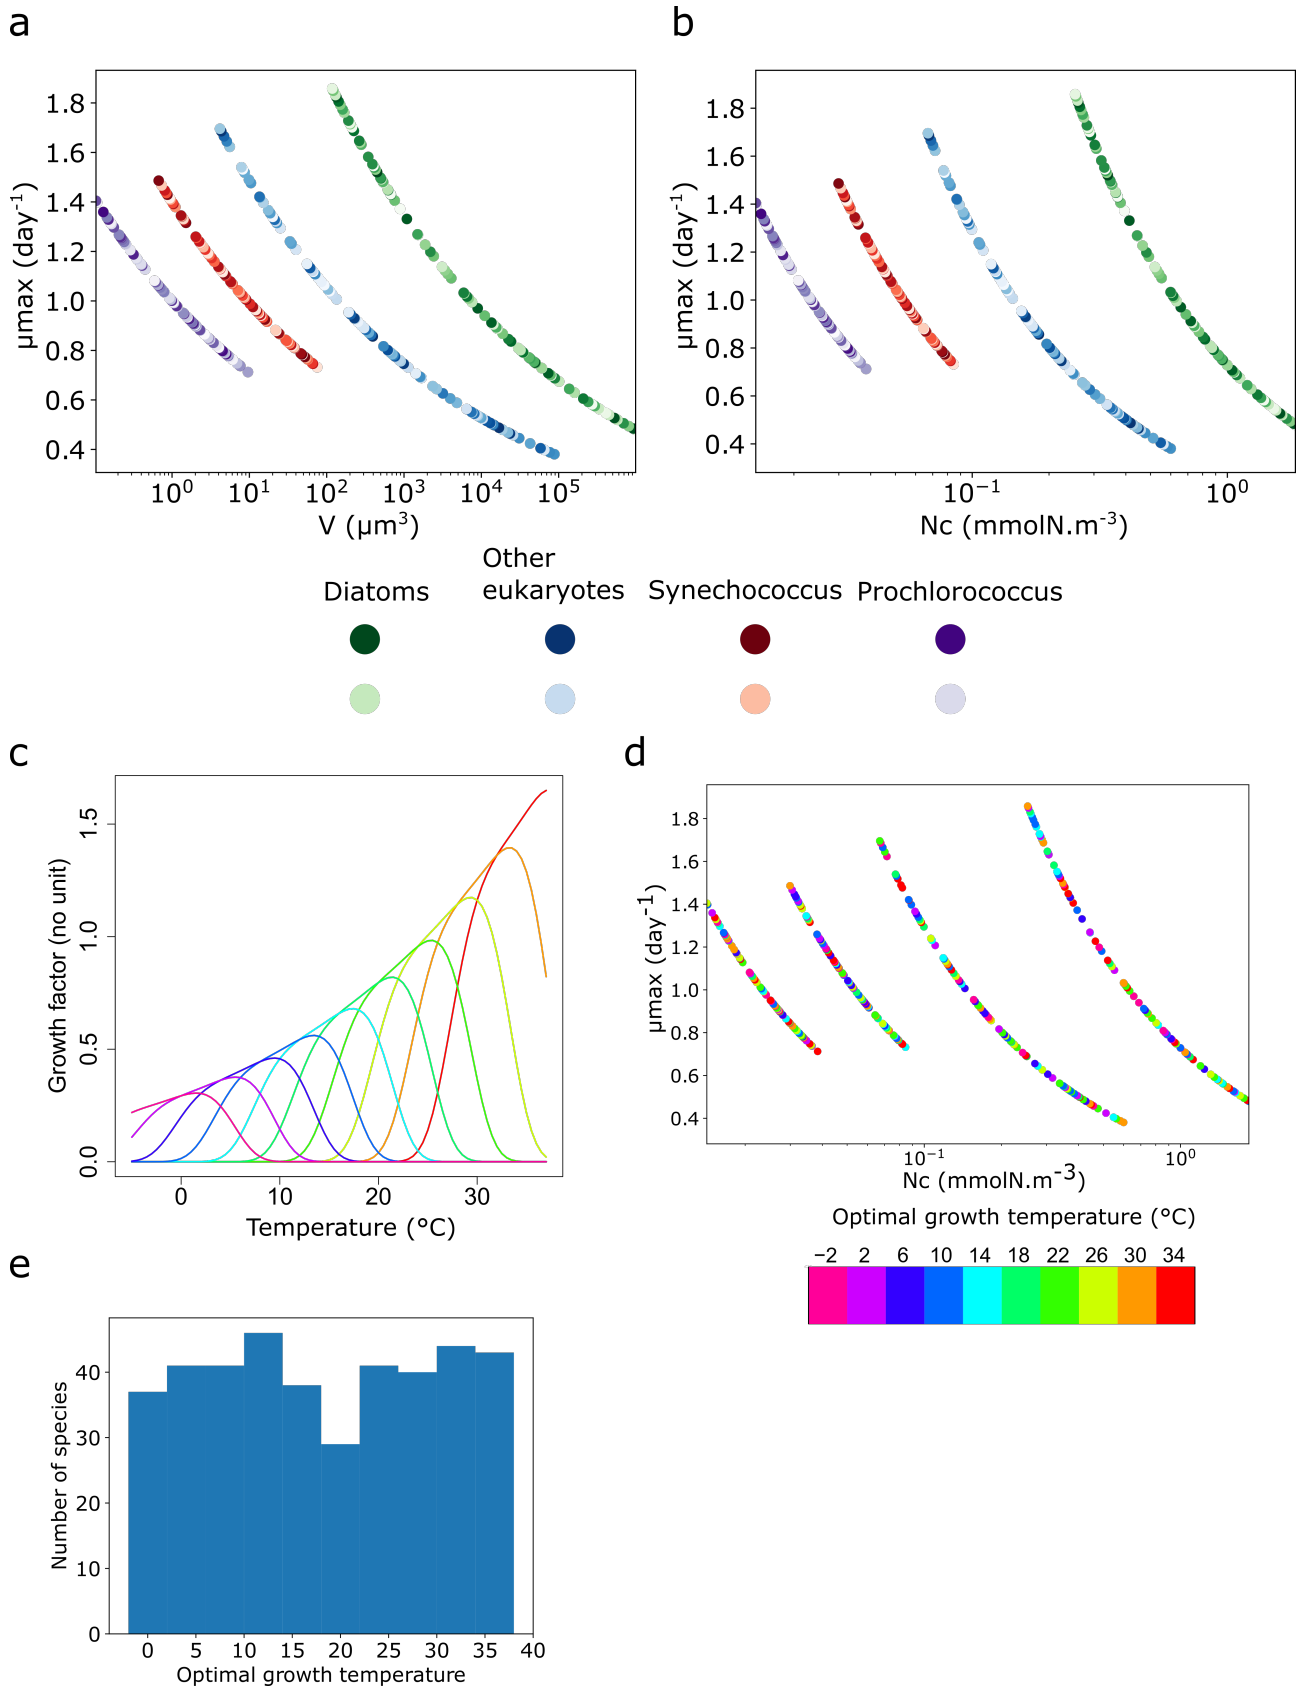 a
b
1.8
1.6
1.4
1.2
1.0
0.8
0.6
0.4
μmax (day⁻¹)
10⁰
10¹
10²
10³
10⁴
10⁵
V (μm³)
1.8
1.6
1.4
1.2
1.0
0.8
0.6
0.4
μmax (day⁻¹)
10⁻¹
10⁰
Nc (mmolN.m⁻³)
Diatoms
Other
eukaryotes
Synechococcus
Prochlorococcus
c
1.5
1.0
0.5
0.0
Growth factor (no unit)
0
10
20
30
Temperature (°C)
d
1.8
1.6
1.4
1.2
1.0
0.8
0.6
0.4
μmax (day⁻¹)
10⁻¹
10⁰
Nc (mmolN.m⁻³)
Optimal growth temperature (°C)
−2 2 6 10 14 18 22 26 30 34
e
40
30
20
10
0
Number of species
0 5 10 15 20 25 30 35 40
Optimal growth temperature